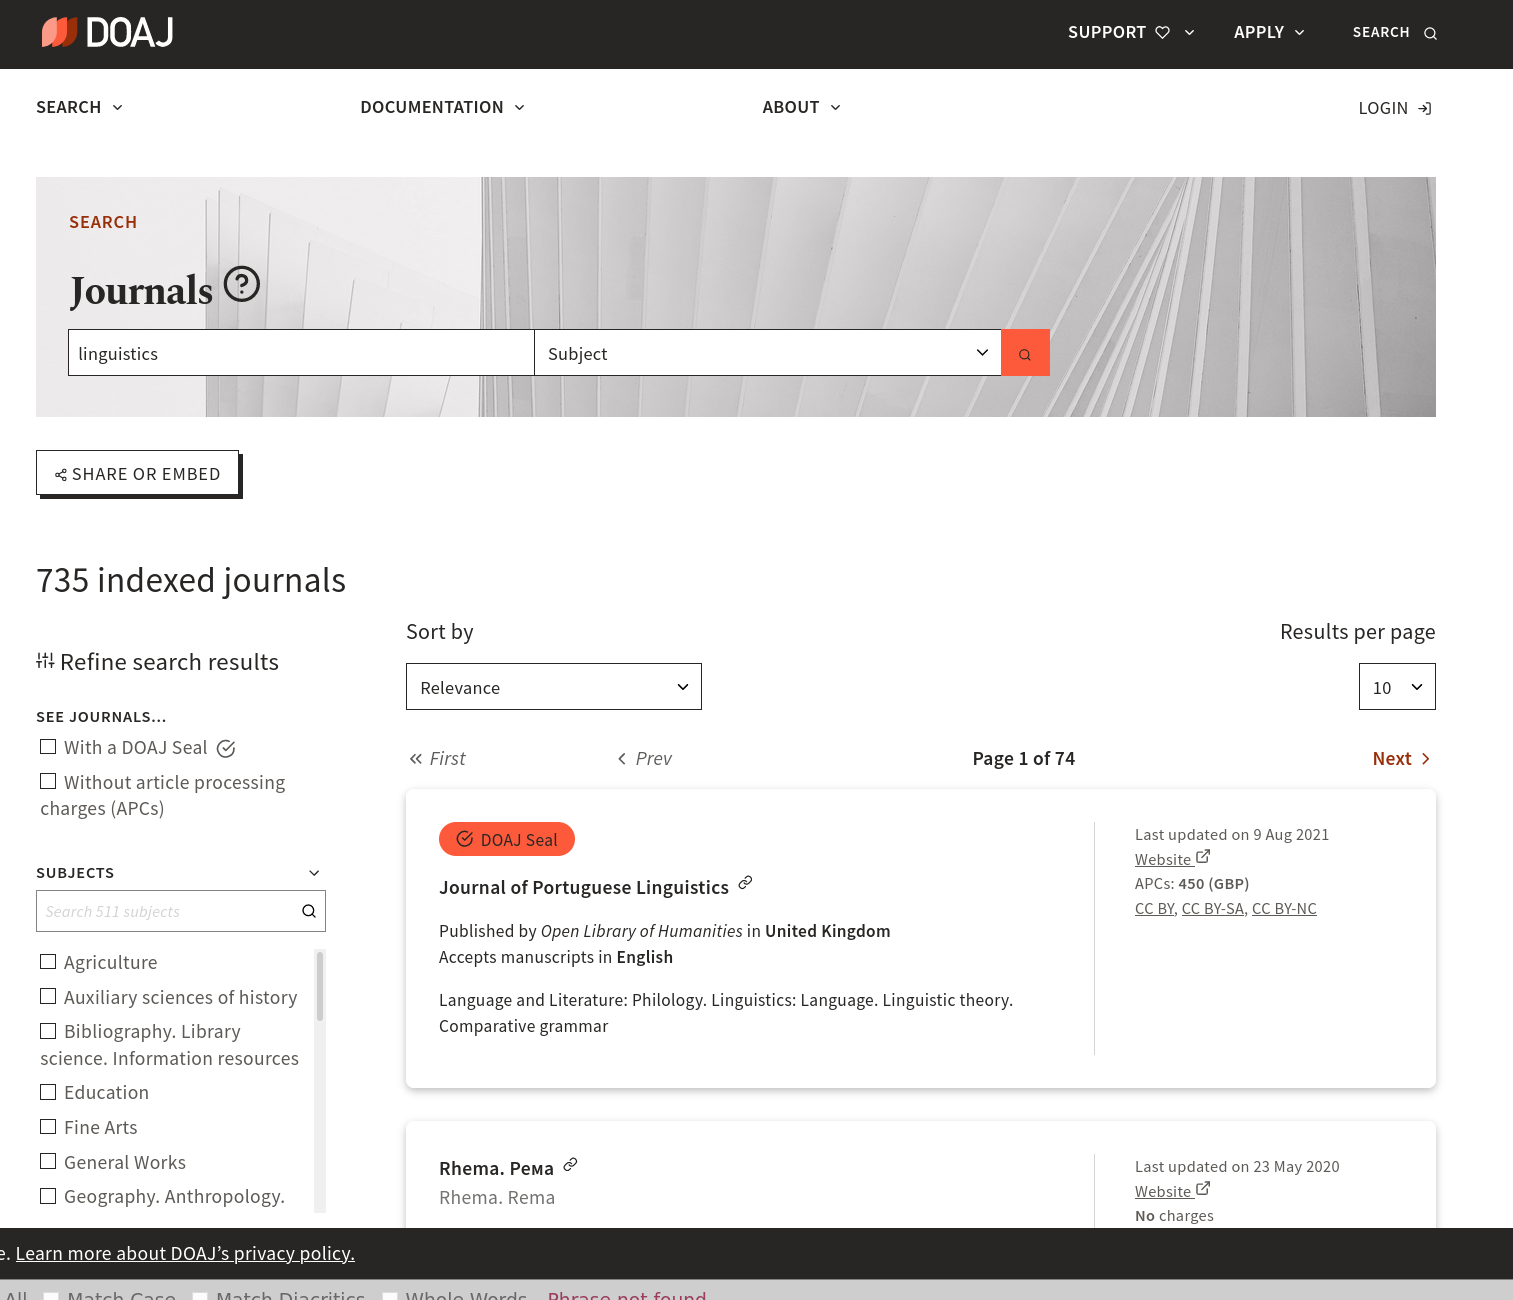 DOAJ
SUPPORT
APPLY
SEARCH
SEARCH
DOCUMENTATION
ABOUT
LOGIN
SEARCH
Journals ?
linguistics
Subject
SHARE OR EMBED
735 indexed journals
Sort by
Results per page
Refine search results
Relevance
10
SEE JOURNALS...
With a DOAJ Seal
Without article processing
charges (APCs)
« First
‹ Prev
Page 1 of 74
Next ›
SUBJECTS
Search 511 subjects
Agriculture
Auxiliary sciences of history
Bibliography. Library
science. Information resources
Education
Fine Arts
General Works
Geography. Anthropology.
DOAJ Seal
Journal of Portuguese Linguistics
Published by Open Library of Humanities in United Kingdom
Accepts manuscripts in English
Language and Literature: Philology. Linguistics: Language. Linguistic theory.
Comparative grammar
Last updated on 9 Aug 2021
Website
APCs: 450 (GBP)
CC BY, CC BY-SA, CC BY-NC
Rhema. Рема
Rhema. Rema
Last updated on 23 May 2020
Website
No charges
e. Learn more about DOAJ’s privacy policy.
All Match Case Match Diacritics Whole Words Phrase not found